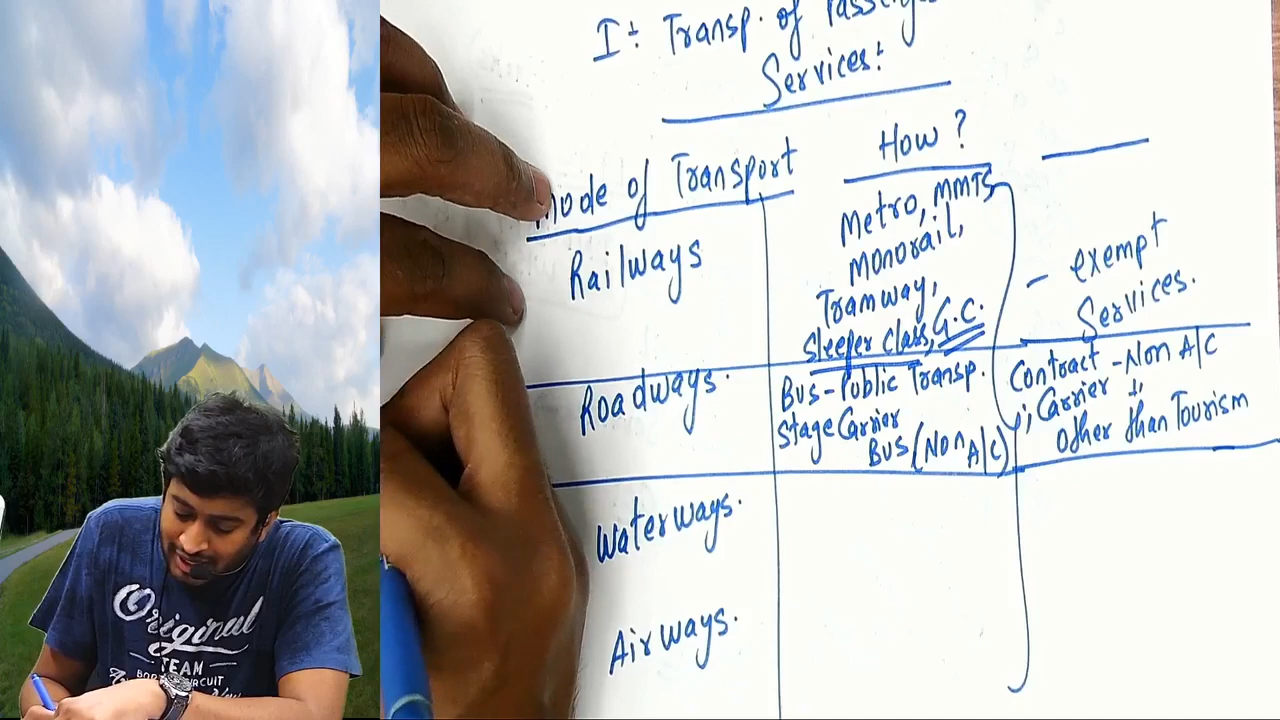 I: Transp. of
Services:
Mode of Transport
How?
Railways
Metro, MMTS
Monorail,
Tramway,
Sleeper class, G.C.
- exempt
Services.
Roadways.
Bus - Public Transp.
Stage Carrier
Bus (Non A/C)
Contract - Non A/C
Carrier
other than Tourism
Waterways.
Airways.
Original
TEAM